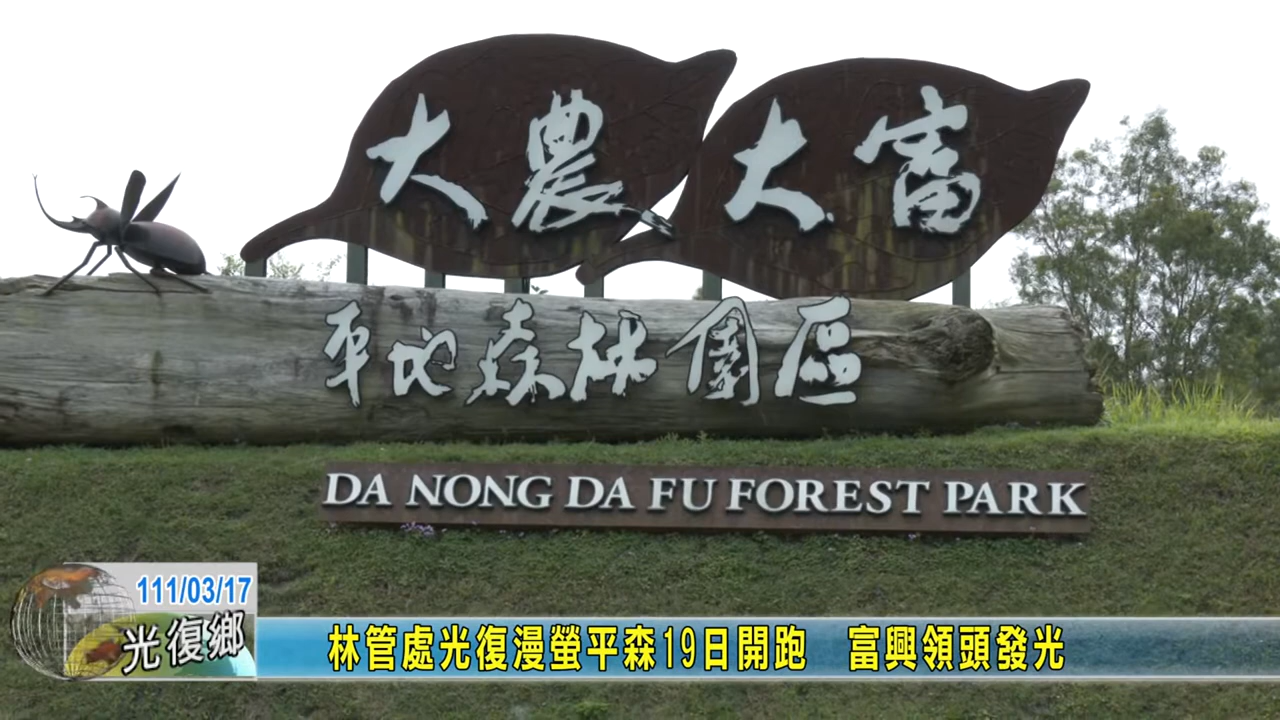 大農大富
平地森林園區
DA NONG DA FU FOREST PARK
111/03/17
光復鄉
林管處光復漫螢平森19日開跑 富興領頭發光